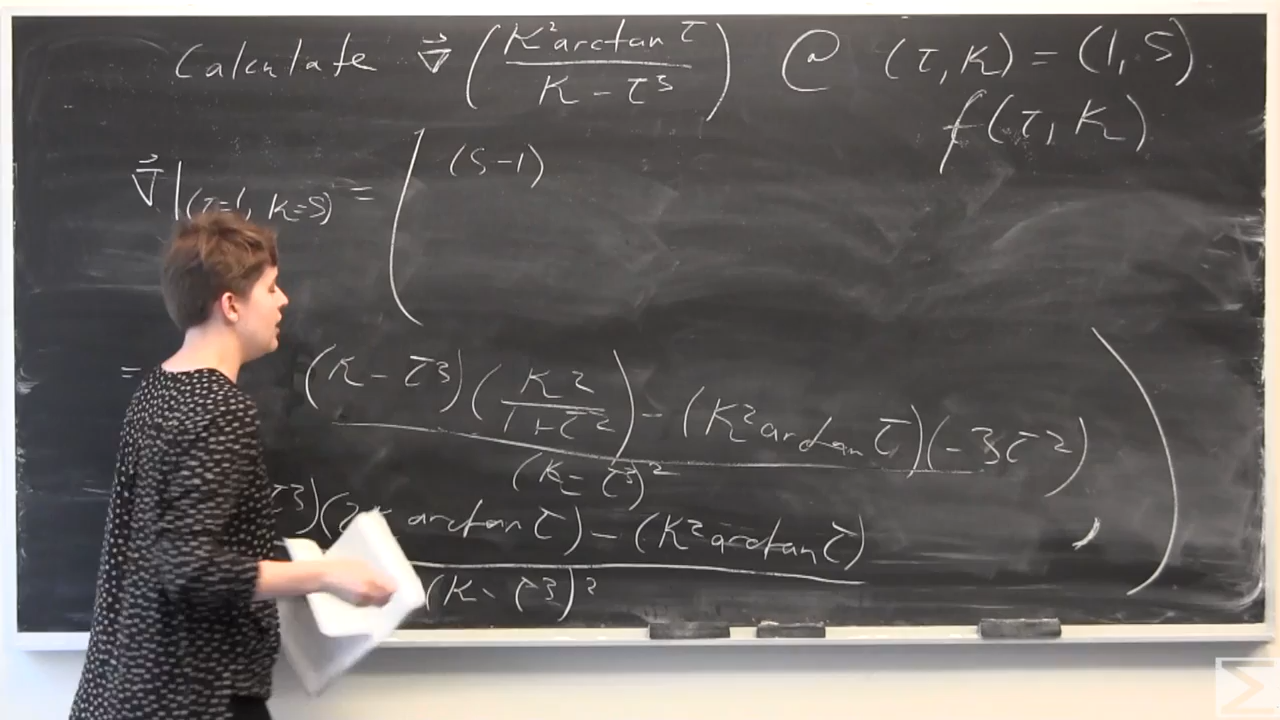 Calculate ∇⃗ (K² arctan τ / K − τ³) @ (τ, K) = (1, 5)
f(τ, K)
∇⃗ |(τ=1, K=5) = ( (5−1)
= (K − τ³)(K² / 1+τ²) − (K² arctan τ)(−3τ²)
(K − τ³)²
τ³)(2K arctan τ) − (K² arctan τ) ,
(K − τ³)²
Σ